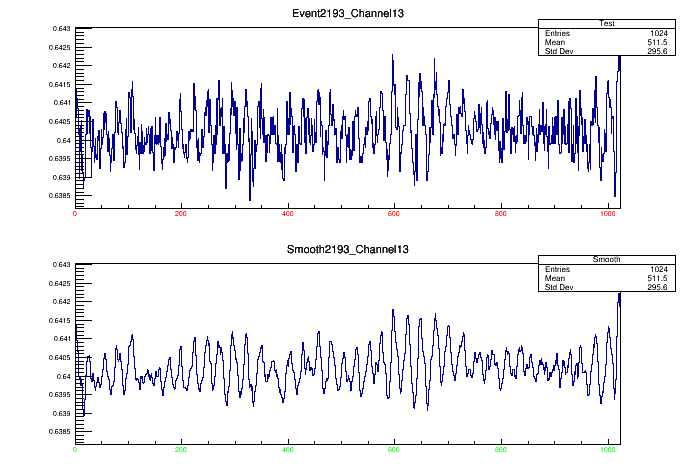 Event2193_Channel13
Test
Entries 1024
Mean 511.5
Std Dev 295.6
0.643
0.6425
0.642
0.6415
0.641
0.6405
0.64
0.6395
0.639
0.6385
0 200 400 600 800 1000
Smooth2193_Channel13
Smooth
Entries 1024
Mean 511.5
Std Dev 295.6
0.643
0.6425
0.642
0.6415
0.641
0.6405
0.64
0.6395
0.639
0.6385
0 200 400 600 800 1000